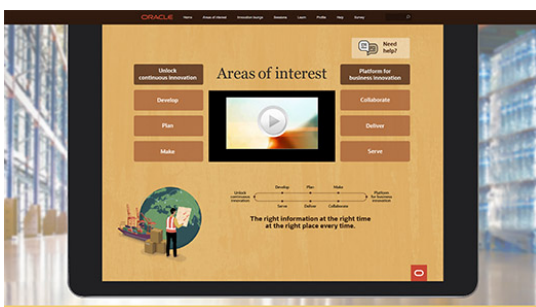 ORACLE
Home
Areas of interest
Innovation lounge
Sessions
Learn
Profile
Help
Survey
Need
help?
Unlock
continuous innovation
Areas of interest
Platform for
business innovation
Develop
Collaborate
Plan
Deliver
Make
Serve
Develop Plan Make
Unlock
continuous
innovation
Platform
for business
innovation
Serve Deliver Collaborate
The right information at the right time
at the right place every time.